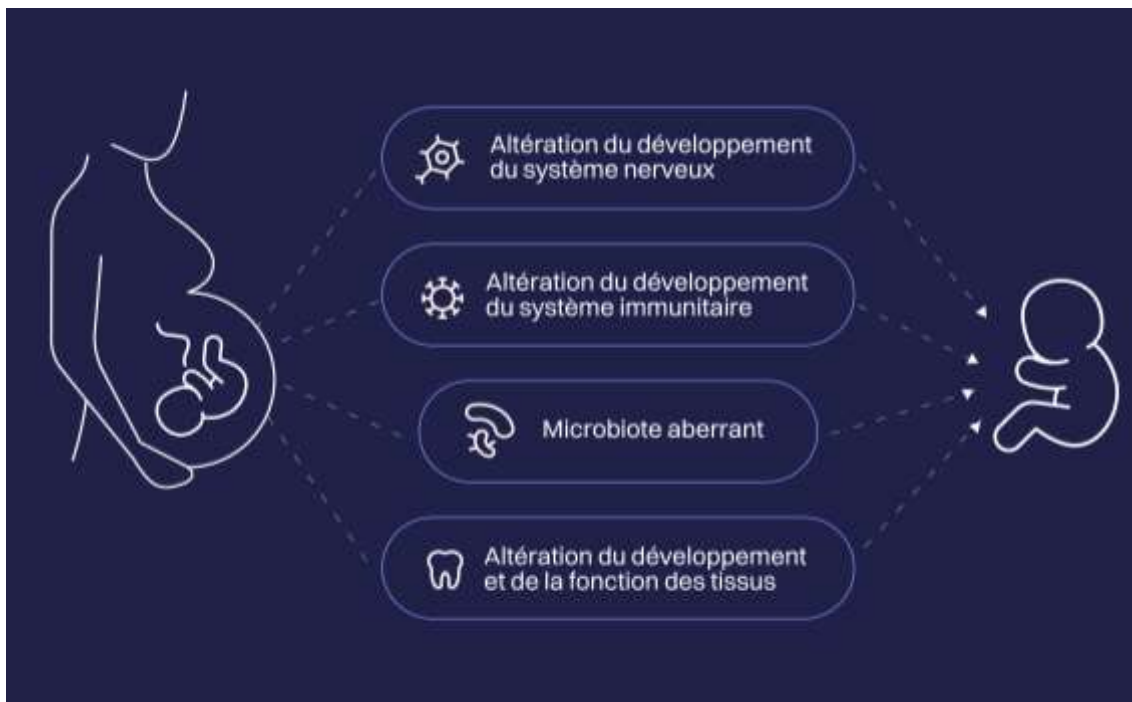 Altération du développement
du système nerveux
Altération du développement
du système immunitaire
Microbiote aberrant
Altération du développement
et de la fonction des tissus